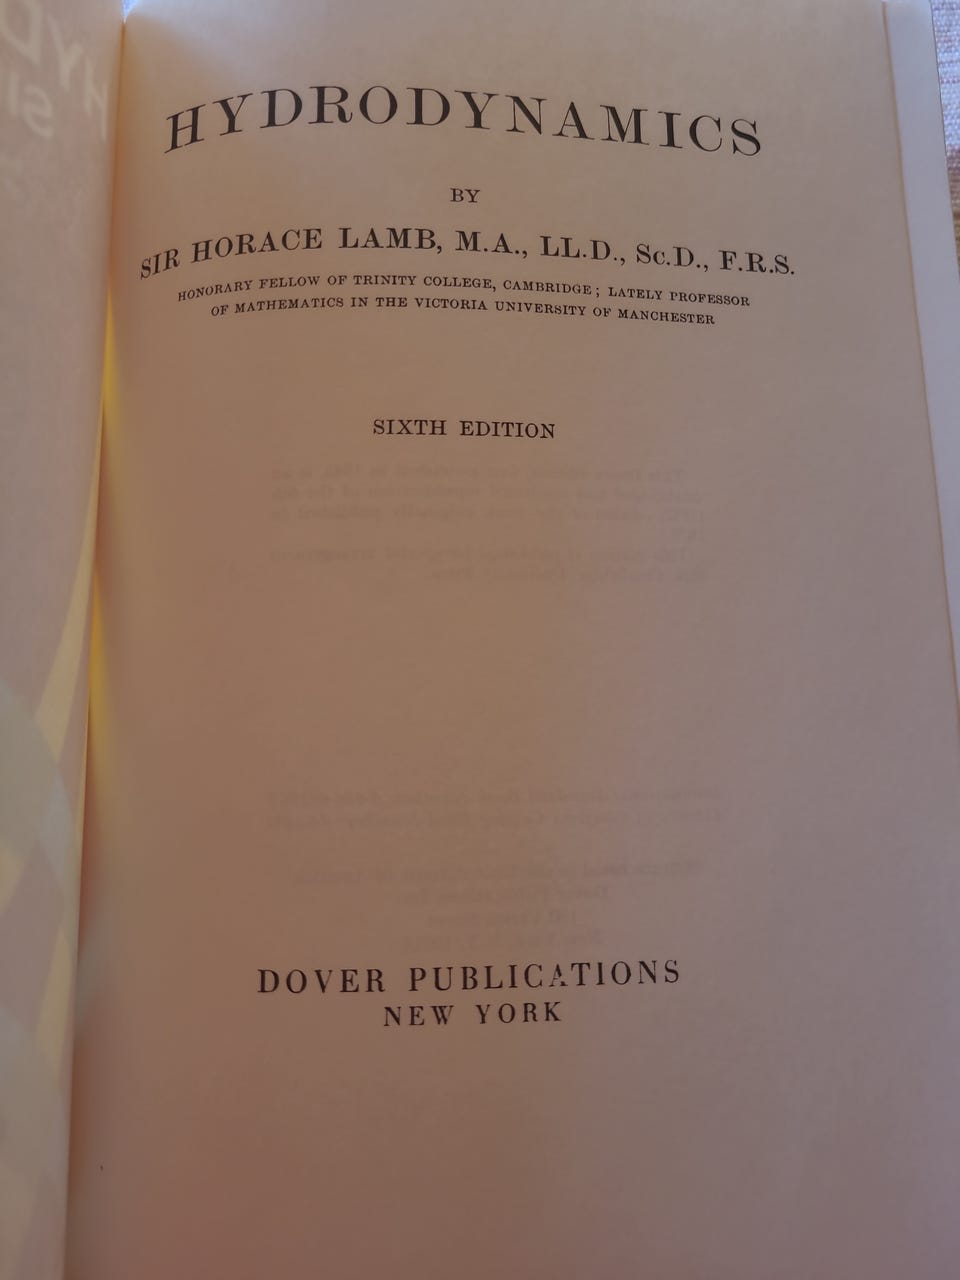 HYDRODYNAMICS
BY
SIR HORACE LAMB, M.A., LL.D., Sc.D., F.R.S.
HONORARY FELLOW OF TRINITY COLLEGE, CAMBRIDGE; LATELY PROFESSOR
OF MATHEMATICS IN THE VICTORIA UNIVERSITY OF MANCHESTER
SIXTH EDITION
DOVER PUBLICATIONS
NEW YORK